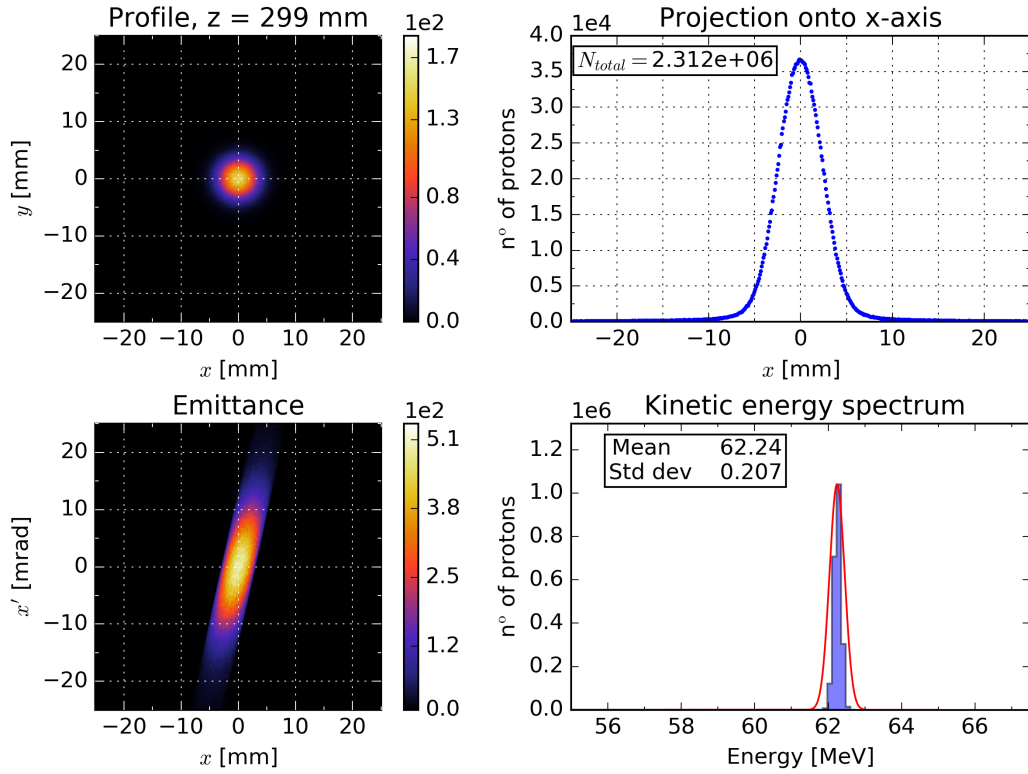 Profile, z = 299 mm
1e2
20
10
0
−10
−20
y [mm]
−20 −10 0 10 20
x [mm]
1.7
1.3
0.8
0.4
0.0
Projection onto x-axis
1e4
N_total = 2.312e+06
4.0
3.5
3.0
2.5
2.0
1.5
1.0
0.5
0.0
nº of protons
−20 −10 0 10 20
x [mm]
Emittance
1e2
20
10
0
−10
−20
x′ [mrad]
−20 −10 0 10 20
x [mm]
5.1
3.8
2.5
1.2
0.0
Kinetic energy spectrum
1e6
Mean 62.24
Std dev 0.207
1.2
1.0
0.8
0.6
0.4
0.2
0.0
nº of protons
56 58 60 62 64 66
Energy [MeV]